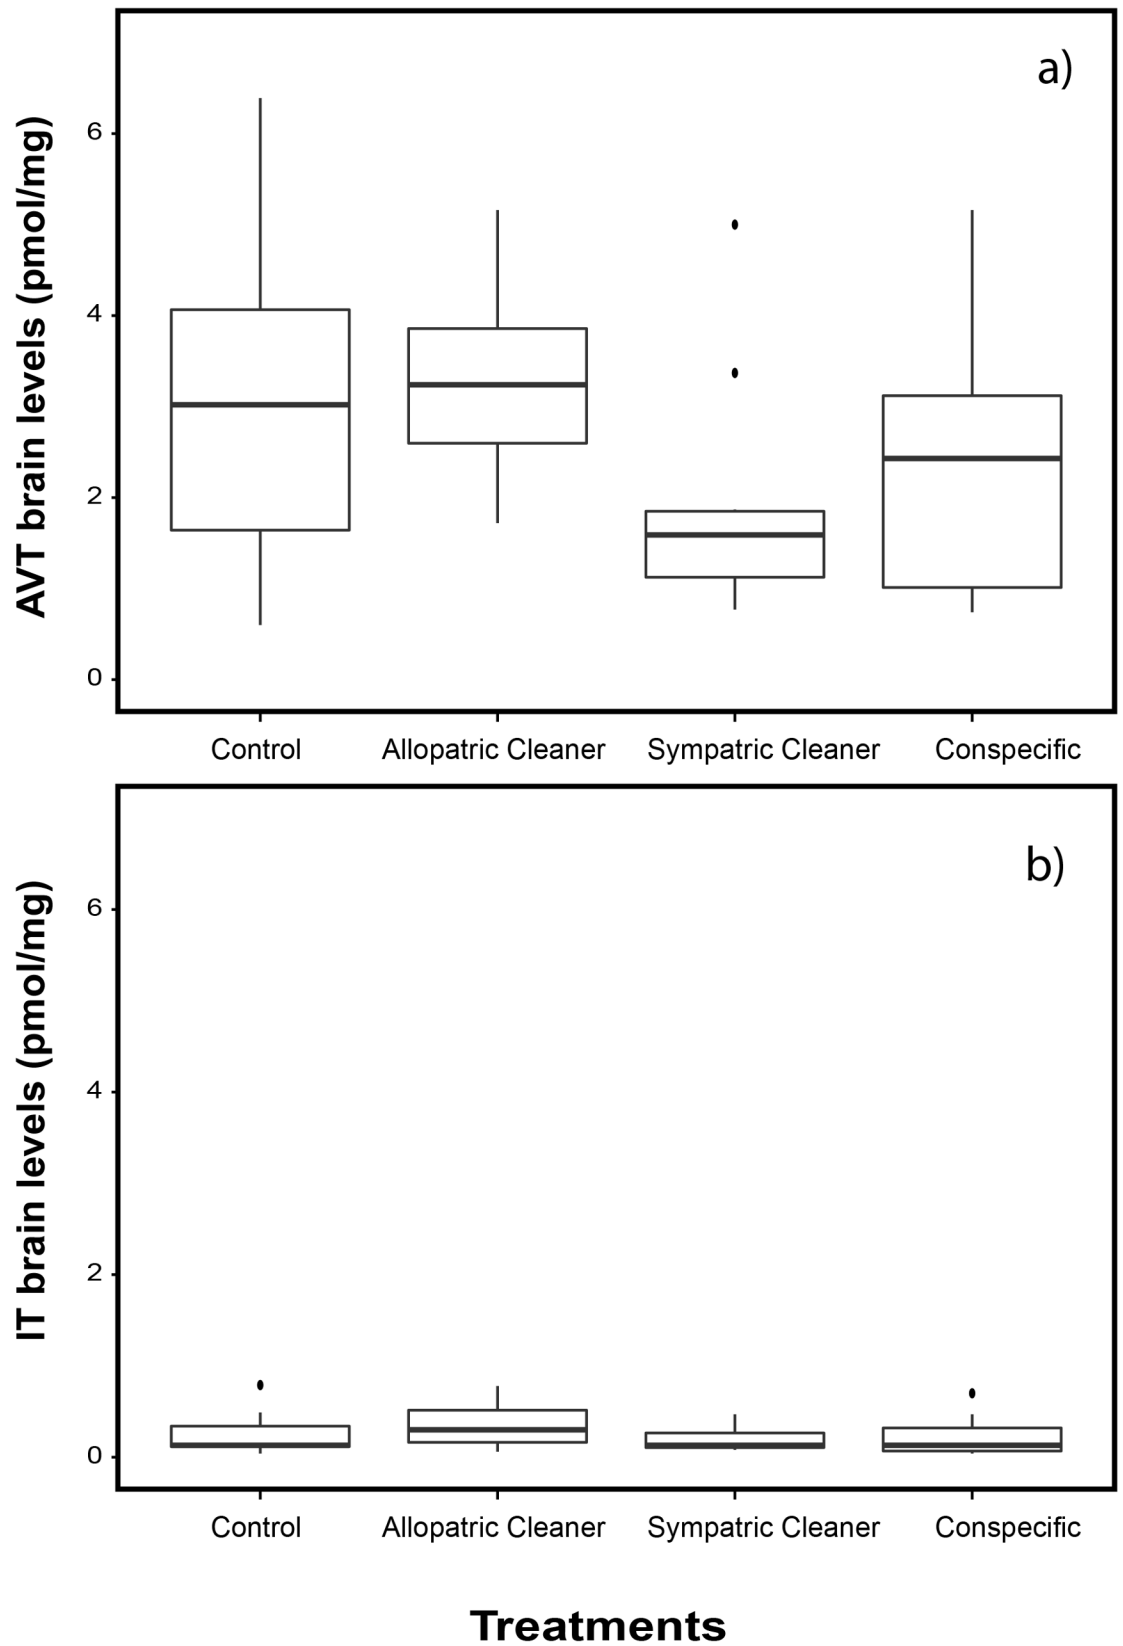 a)
AVT brain levels (pmol/mg)
6
4
2
0
Control Allopatric Cleaner Sympatric Cleaner Conspecific
b)
IT brain levels (pmol/mg)
6
4
2
0
Control Allopatric Cleaner Sympatric Cleaner Conspecific
Treatments